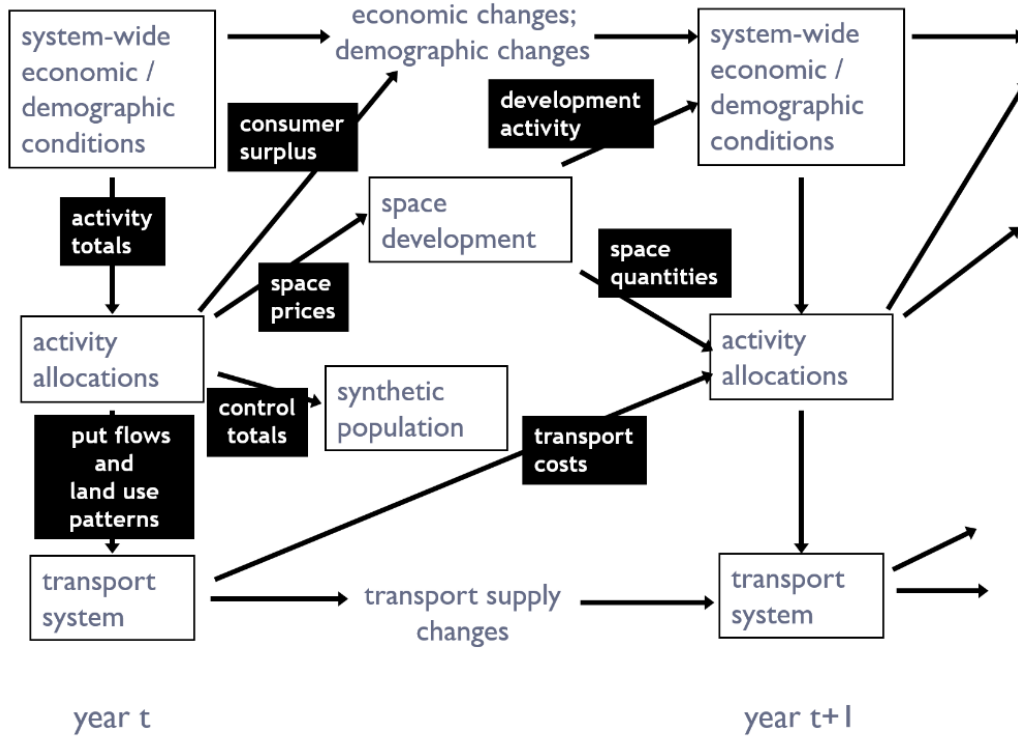 system-wide
economic /
demographic
conditions
economic changes;
demographic changes
system-wide
economic /
demographic
conditions
consumer
surplus
development
activity
activity
totals
space
development
space
prices
space
quantities
activity
allocations
control
totals
synthetic
population
transport
costs
activity
allocations
put flows
and
land use
patterns
transport
system
transport supply
changes
transport
system
year t
year t+1